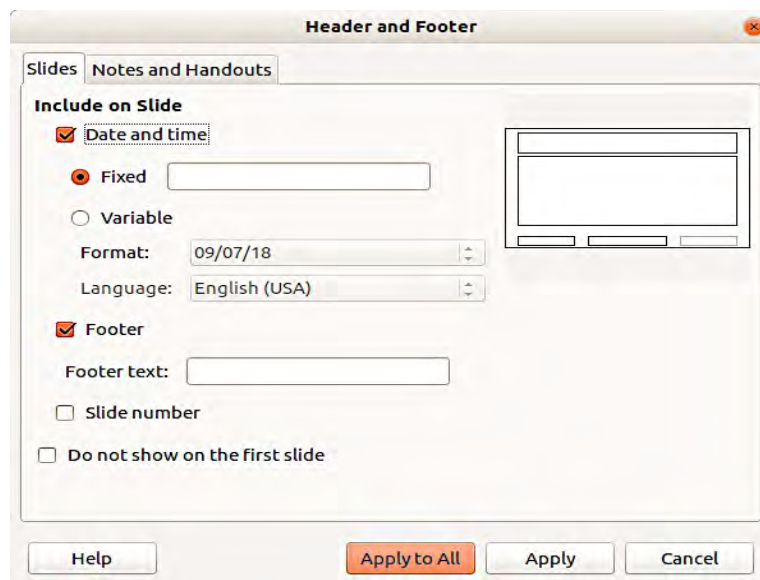 Header and Footer
Slides Notes and Handouts
Include on Slide
Date and time
Fixed
Variable
Format: 09/07/18
Language: English (USA)
Footer
Footer text:
Slide number
Do not show on the first slide
Help Apply to All Apply Cancel